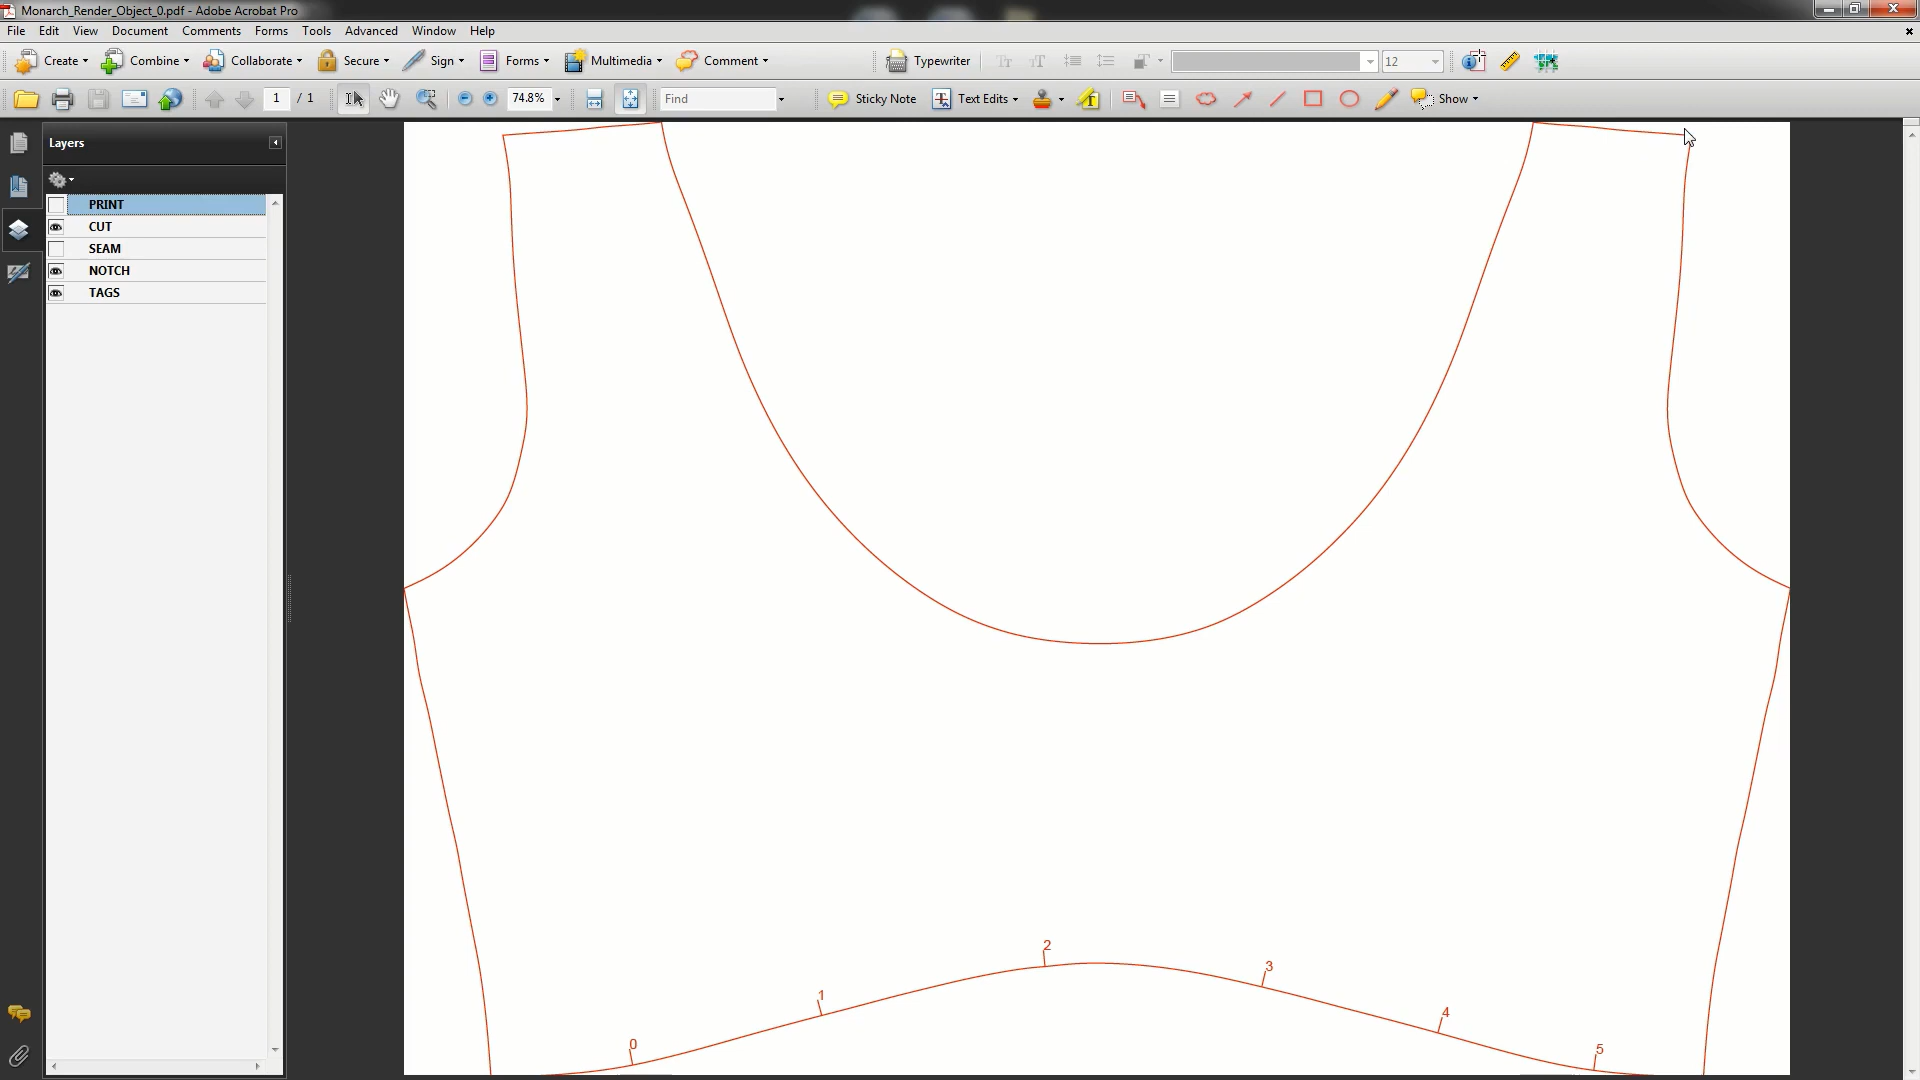 Monarch_Render_Object_0.pdf - Adobe Acrobat Pro
File Edit View Document Comments Forms Tools Advanced Window Help
Create Combine Collaborate Secure Sign Forms Multimedia Comment Typewriter 12
1 / 1 74.8% Find Sticky Note Text Edits Show
Layers
PRINT
CUT
SEAM
NOTCH
TAGS
2
3
1
4
0
5